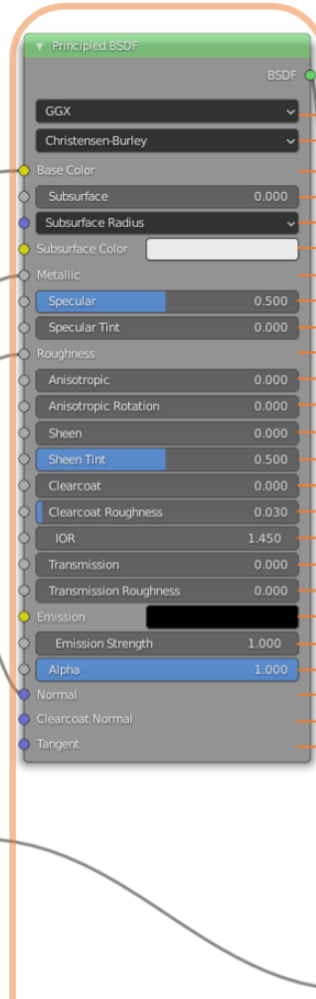 Principled BSDF
BSDF
GGX
Christensen-Burley
Base Color
Subsurface 0.000
Subsurface Radius
Subsurface Color
Metallic
Specular 0.500
Specular Tint 0.000
Roughness
Anisotropic 0.000
Anisotropic Rotation 0.000
Sheen 0.000
Sheen Tint 0.500
Clearcoat 0.000
Clearcoat Roughness 0.030
IOR 1.450
Transmission 0.000
Transmission Roughness 0.000
Emission
Emission Strength 1.000
Alpha 1.000
Normal
Clearcoat Normal
Tangent